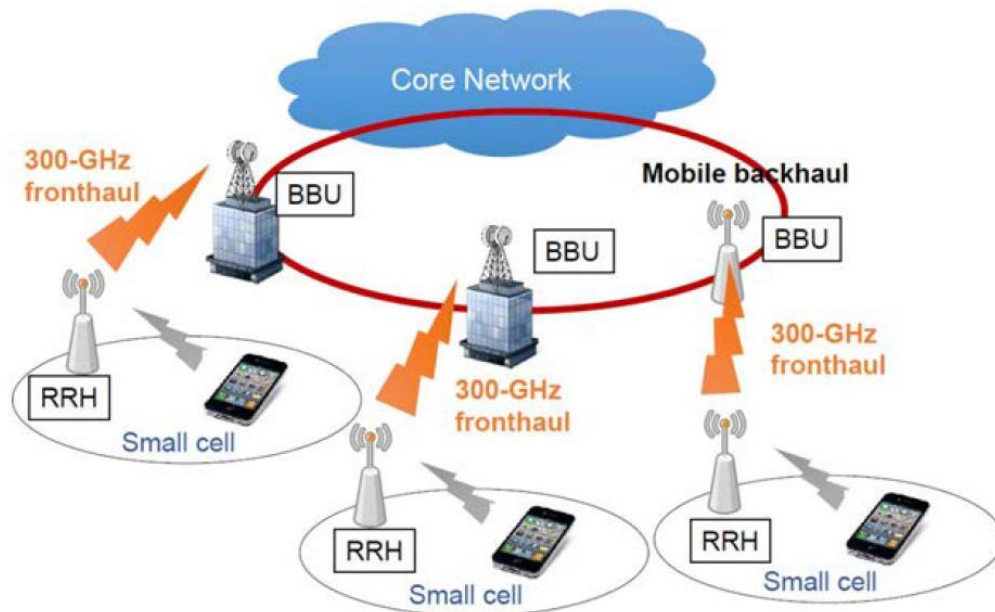 Core Network
300-GHz
fronthaul
BBU
Mobile backhaul
BBU
BBU
300-GHz
fronthaul
300-GHz
fronthaul
RRH
Small cell
RRH
Small cell
RRH
Small cell